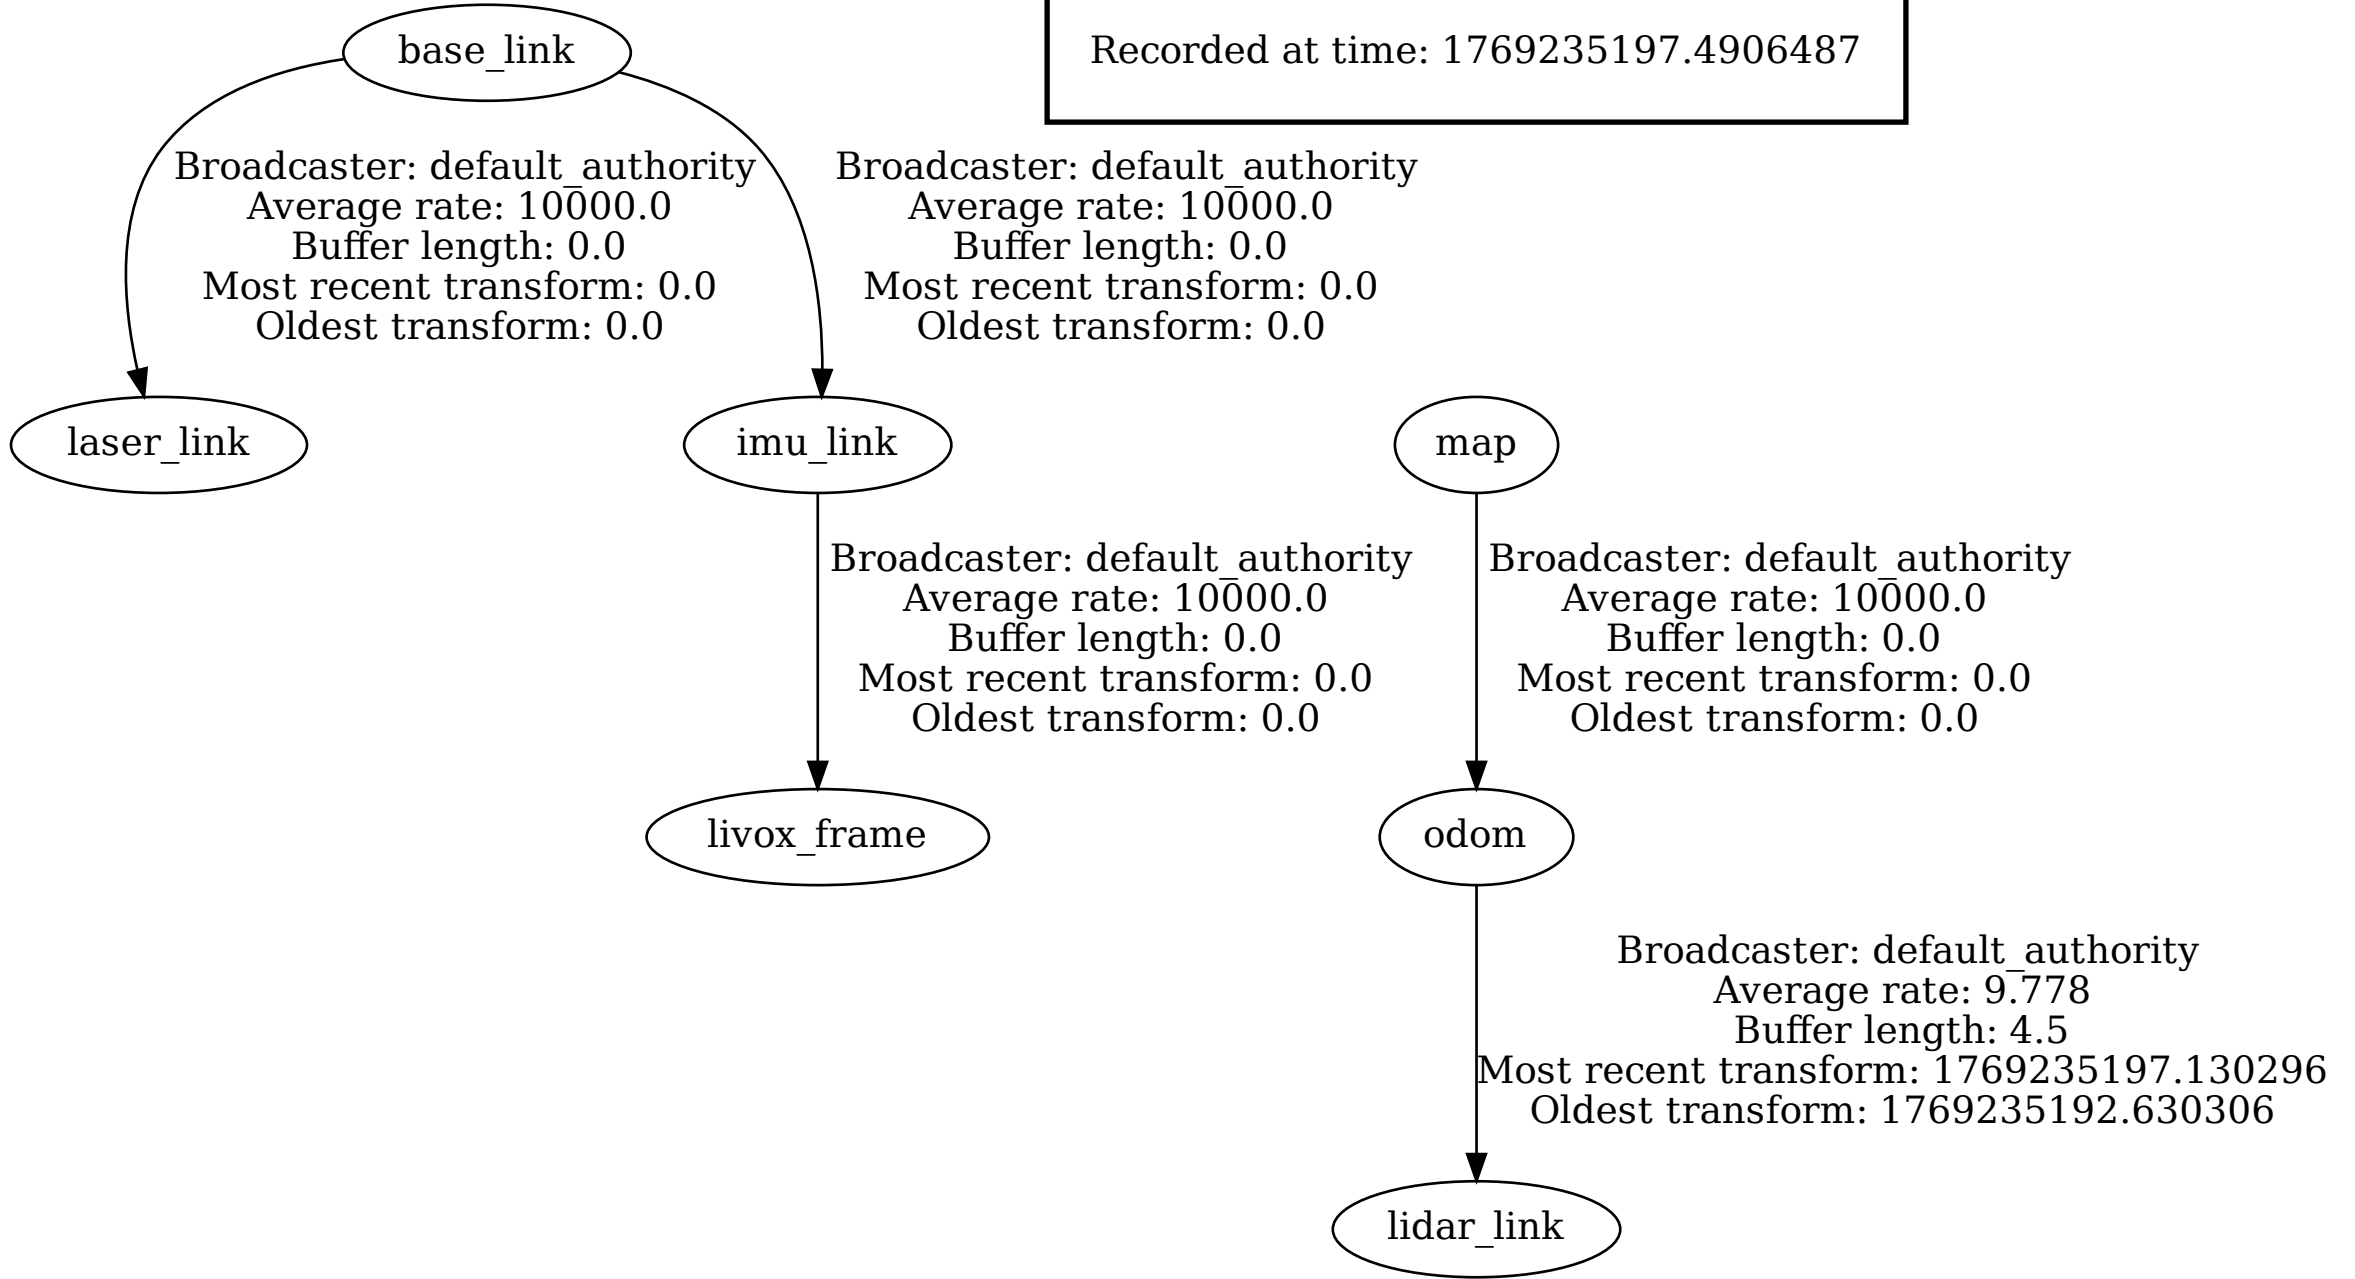 base_link
Recorded at time: 1769235197.4906487
Broadcaster: default_authority
Average rate: 10000.0
Buffer length: 0.0
Most recent transform: 0.0
Oldest transform: 0.0
Broadcaster: default_authority
Average rate: 10000.0
Buffer length: 0.0
Most recent transform: 0.0
Oldest transform: 0.0
laser_link
imu_link
map
Broadcaster: default_authority
Average rate: 10000.0
Buffer length: 0.0
Most recent transform: 0.0
Oldest transform: 0.0
Broadcaster: default_authority
Average rate: 10000.0
Buffer length: 0.0
Most recent transform: 0.0
Oldest transform: 0.0
livox_frame
odom
Broadcaster: default_authority
Average rate: 9.778
Buffer length: 4.5
Most recent transform: 1769235197.130296
Oldest transform: 1769235192.630306
lidar_link